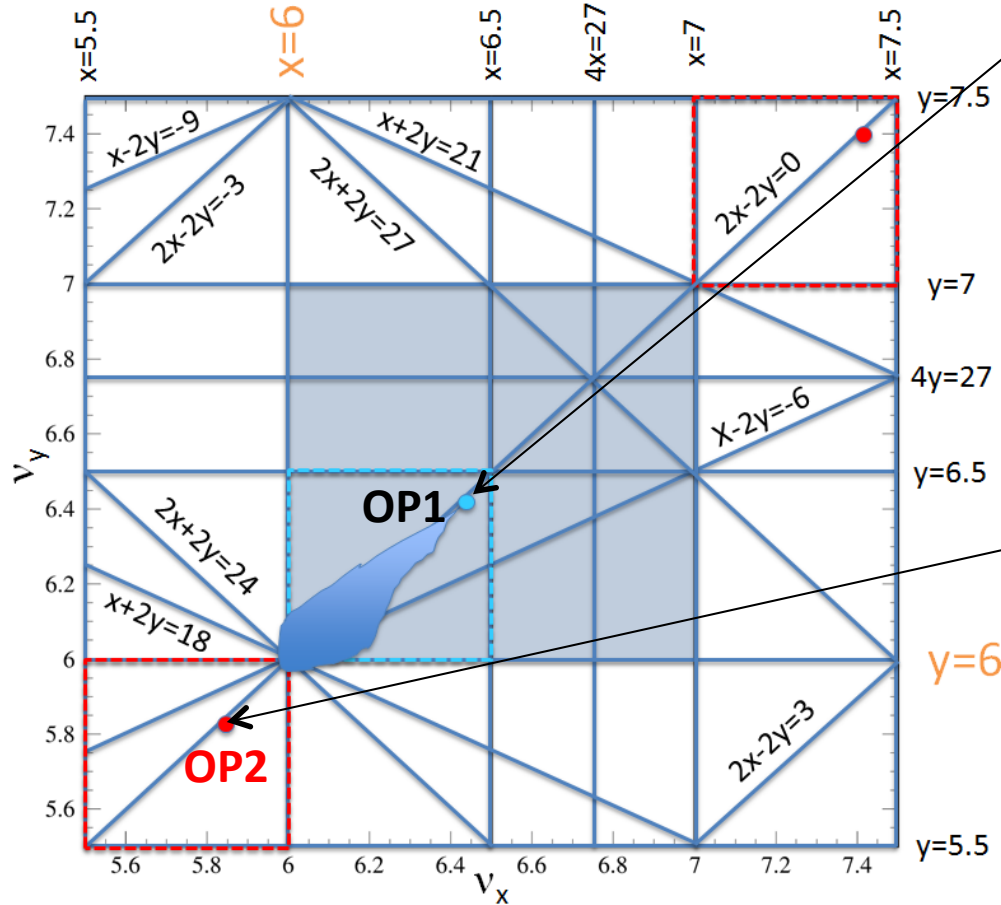 x=5.5
x=6
x=6.5
4x=27
x=7
x=7.5
y=7.5
x-2y=-9
x+2y=21
7.4
2x-2y=0
2x+2y=27
2x-2y=-3
7.2
7
y=7
6.8
4y=27
X-2y=-6
6.6
νy
y=6.5
OP1
6.4
2x+2y=24
6.2
x+2y=18
6
y=6
5.8
2x-2y=3
OP2
5.6
y=5.5
5.6
5.8
6
6.2
6.4
6.6
6.8
7
7.2
7.4
νx